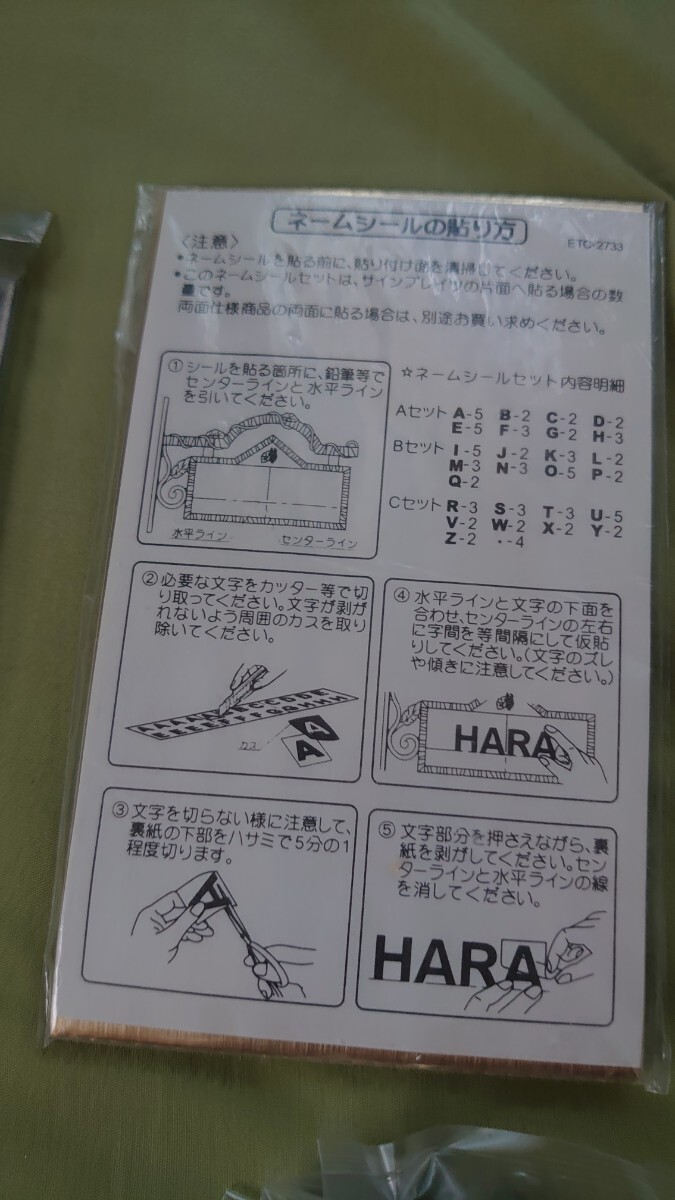 ネームシールの貼り方
ETC-2733
〈注意〉
•ネームシールを貼る前に、貼り付け面を清掃してください。
•このネームシールセットは、サインプレイツの片面へ貼る場合の数
量です。
両面仕様商品の両面に貼る場合は、別途お買い求めください。
①シールを貼る箇所に、鉛筆等で
センターラインと水平ライン
を引いてください。
水平ライン センターライン
☆ネームシールセット内容明細
Aセット A-5 B-2 C-2 D-2
E-5 F-3 G-2 H-3
Bセット I-5 J-2 K-3 L-2
M-3 N-3 O-5 P-2
Q-2
Cセット R-3 S-3 T-3 U-5
V-2 W-2 X-2 Y-2
Z-2 ・-4
②必要な文字をカッター等で切
り取ってください。文字が剥が
れないよう周囲のカスを取り
除いてください。
カス
A
A
③文字を切らない様に注意して、
裏紙の下部をハサミで5分の1
程度切ります。
④水平ラインと文字の下面を
合わせ、センターラインの左右
に字間を等間隔にして仮貼
りしてください。(文字のズレ
や傾きに注意してください。)
HARA
⑤文字部分を押さえながら、裏
紙を剥がしてください。セン
ターラインと水平ラインの線
を消してください。
HARA